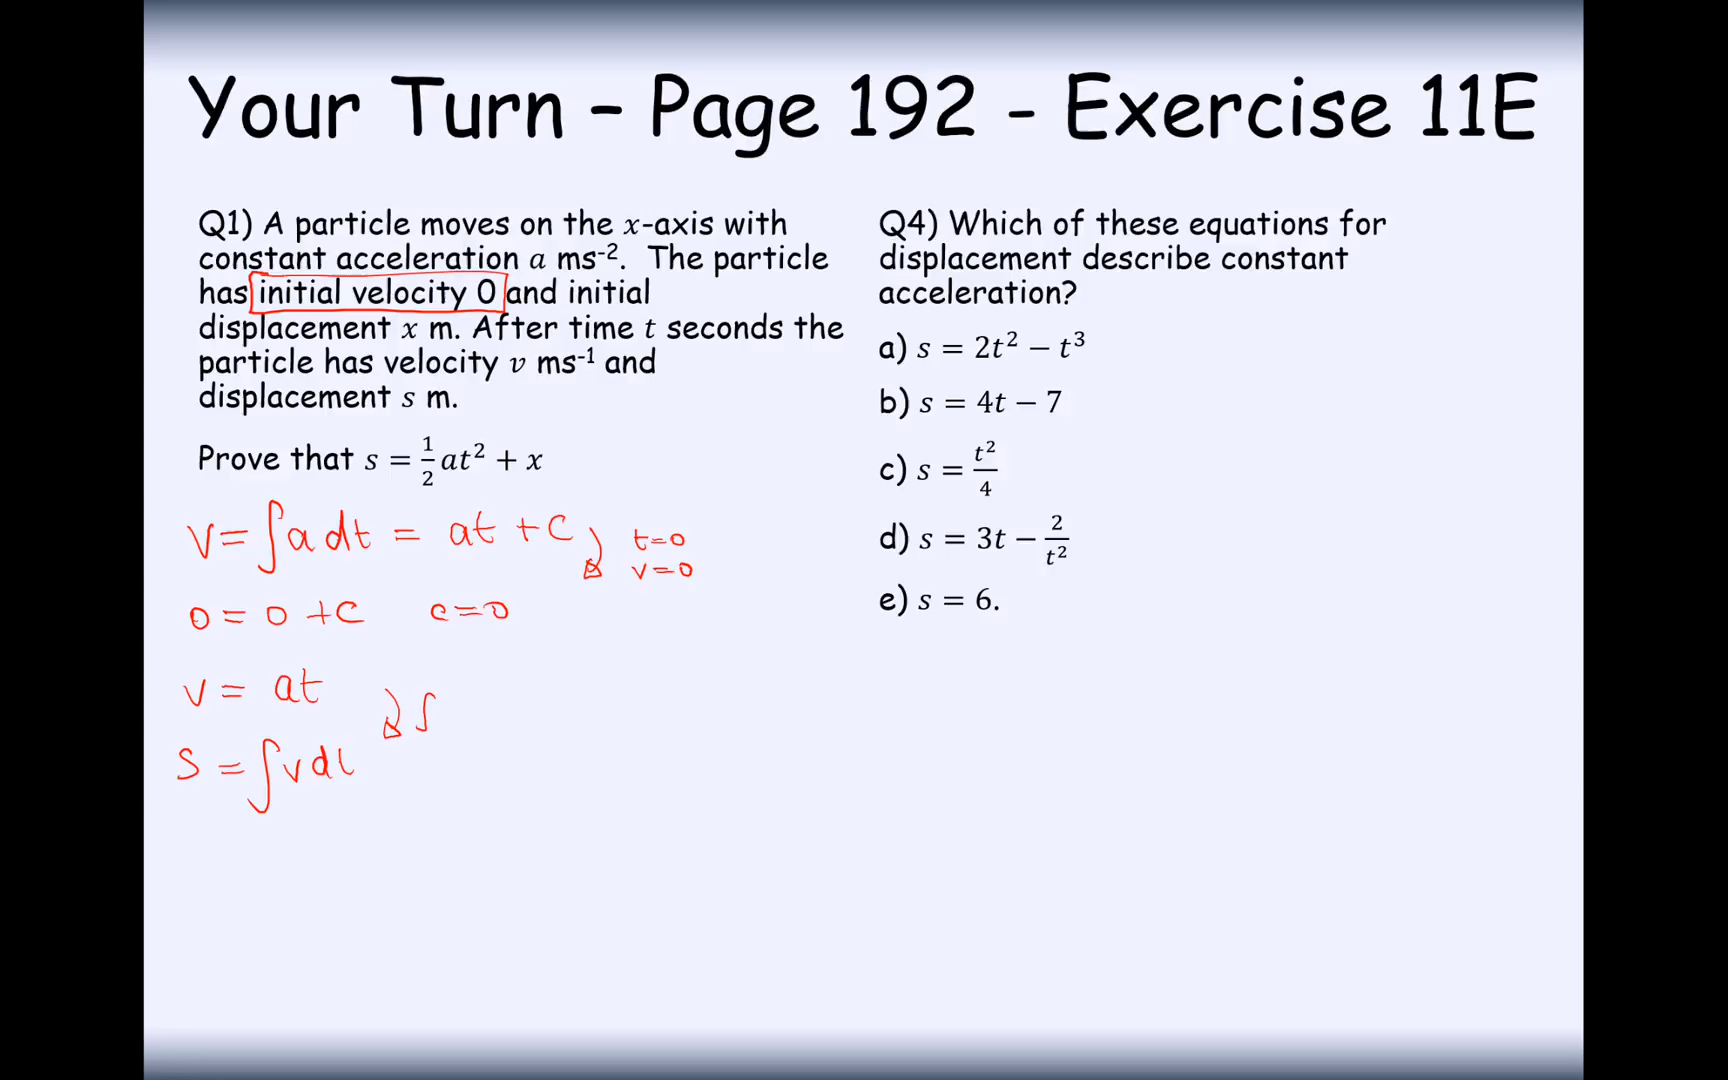 Your Turn – Page 192 - Exercise 11E
Q1) A particle moves on the x-axis with
constant acceleration a ms⁻². The particle
has initial velocity 0 and initial
displacement x m. After time t seconds the
particle has velocity v ms⁻¹ and
displacement s m.
Prove that s = 1/2 at² + x
v = ∫a dt = at + c
t=0
v=0
0 = 0 + c c=0
v = at
∫
s = ∫v dt
Q4) Which of these equations for
displacement describe constant
acceleration?
a) s = 2t² − t³
b) s = 4t − 7
c) s = t²/4
d) s = 3t − 2/t²
e) s = 6.